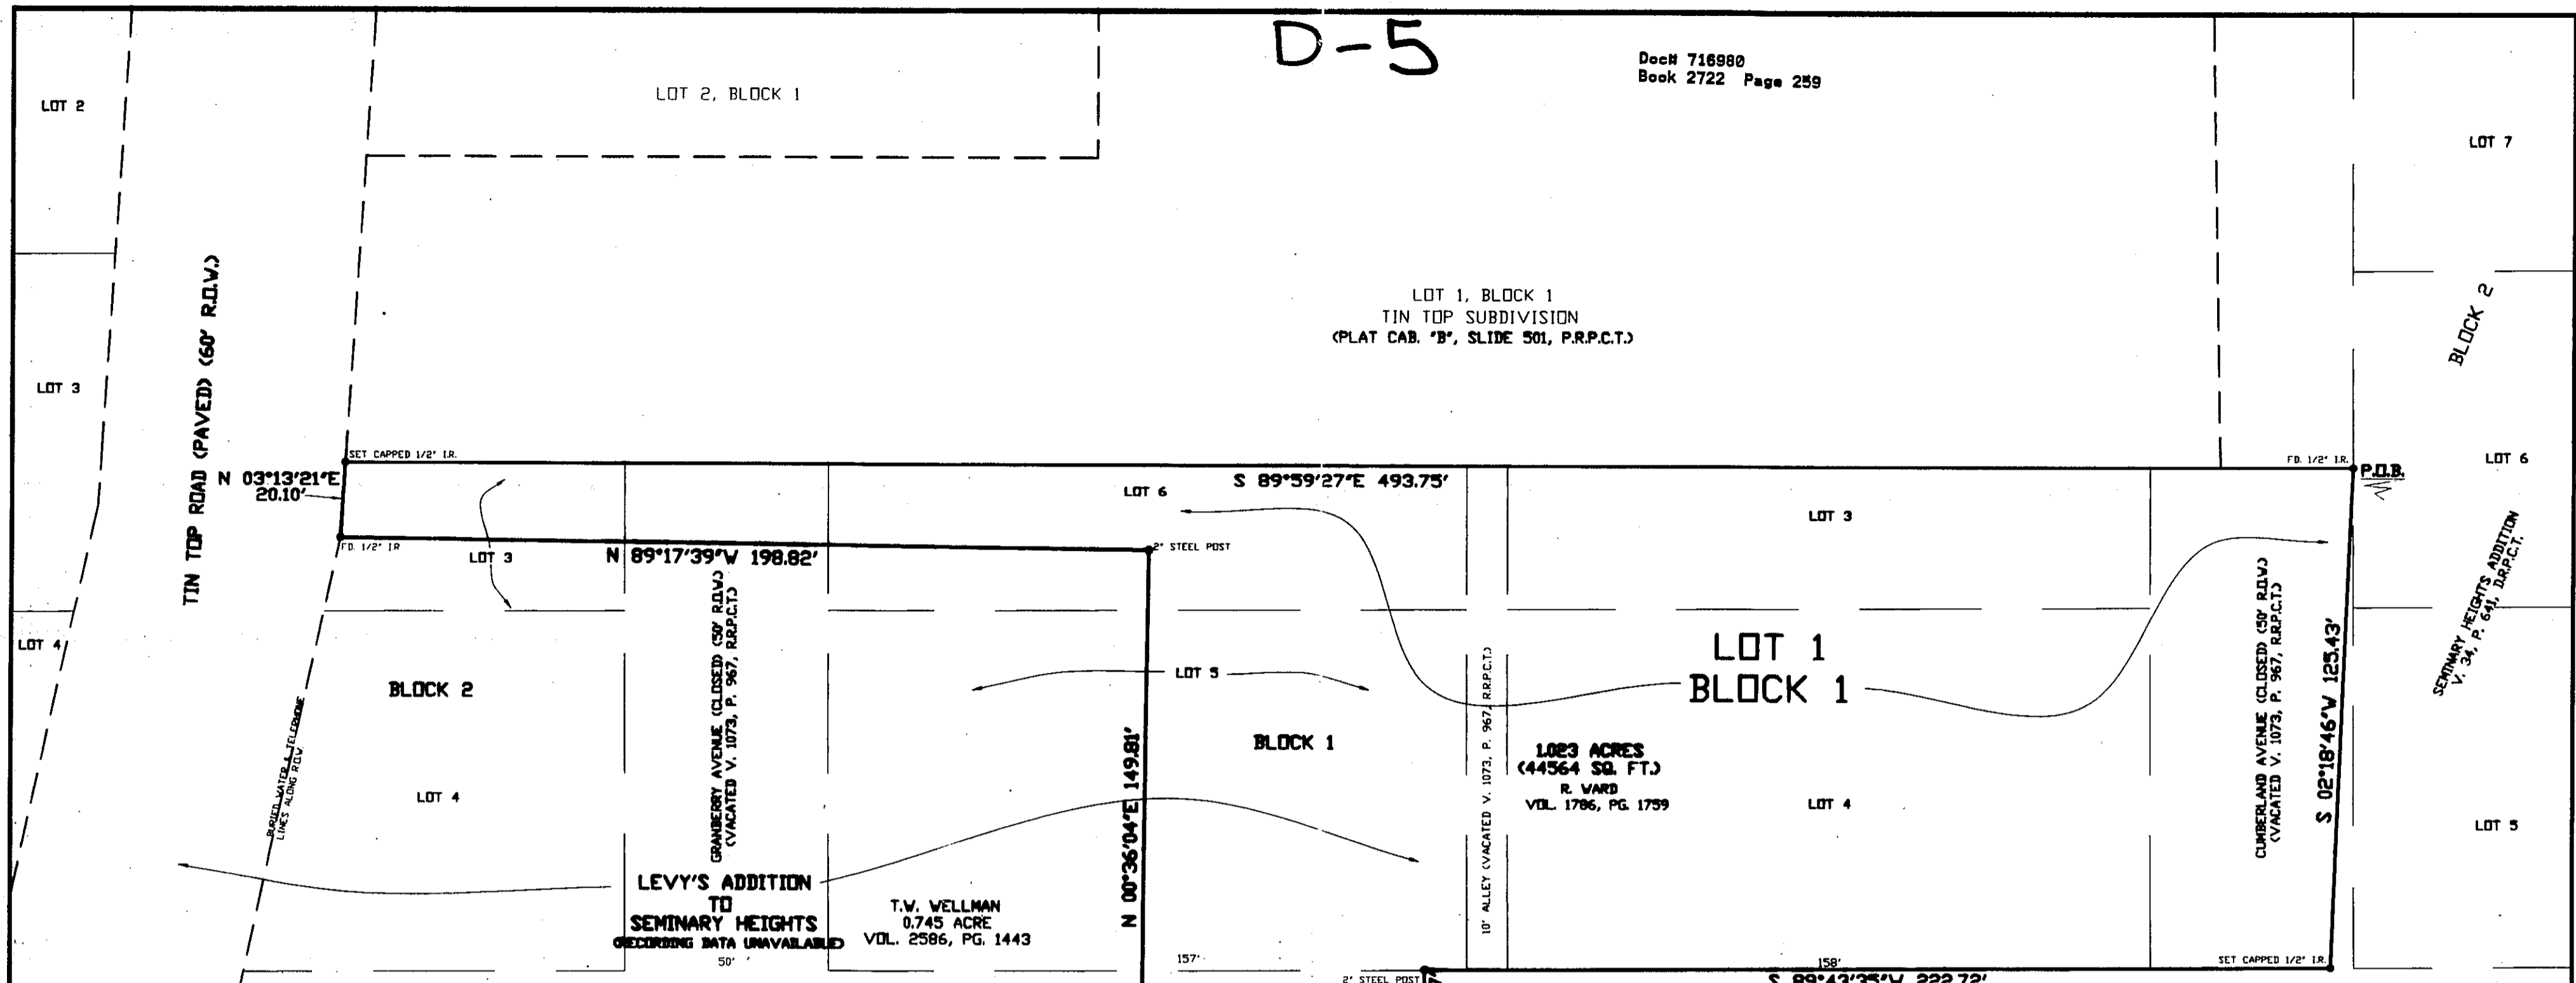 D-5
Doc# 716980
Book 2722 Page 259
LOT 2
LOT 2, BLOCK 1
LOT 7
LOT 1, BLOCK 1
TIN TOP SUBDIVISION
(PLAT CAB. "B", SLIDE 501, P.R.P.C.T.)
BLOCK 2
LOT 3
TIN TOP ROAD (PAVED) (60' R.O.W.)
SET CAPPED 1/2" I.R.
N 03°13'21"E
20.10'
LOT 6
S 89°59'27"E 493.75'
FD. 1/2" I.R.
P.O.B.
LOT 6
LOT 3
FD. 1/2" I.R
LOT 3
N 89°17'39"W 198.82'
2" STEEL POST
SEMINARY HEIGHTS ADDITION
V. 34, P. 641, D.R.P.C.T.
LOT 4
BLOCK 2
GRANBERRY AVENUE (CLOSED) (50' R.O.W.)
(VACATED V. 1073, P. 967, R.R.P.C.T.)
LOT 5
LOT 1
BLOCK 1
CUMBERLAND AVENUE (CLOSED) (50' R.O.W.)
(VACATED V. 1073, P. 967, R.R.P.C.T.)
S 02°18'46"W 125.43'
BURIED WATER & TELEPHONE
LINES ALONG R.O.W.
LOT 4
N 00°36'04"E 149.81'
BLOCK 1
10' ALLEY (VACATED V. 1073, P. 967, R.R.P.C.T.)
1.023 ACRES
(44564 SQ. FT.)
R. WARD
VOL. 1786, PG. 1759
LOT 4
LOT 5
LEVY'S ADDITION
TO
SEMINARY HEIGHTS
(RECORDING DATA UNAVAILABLE)
50'
T.W. WELLMAN
0.745 ACRE
VOL. 2586, PG. 1443
157'
158'
SET CAPPED 1/2" I.R.
2" STEEL POST
S 89°43'35"W 222.72'